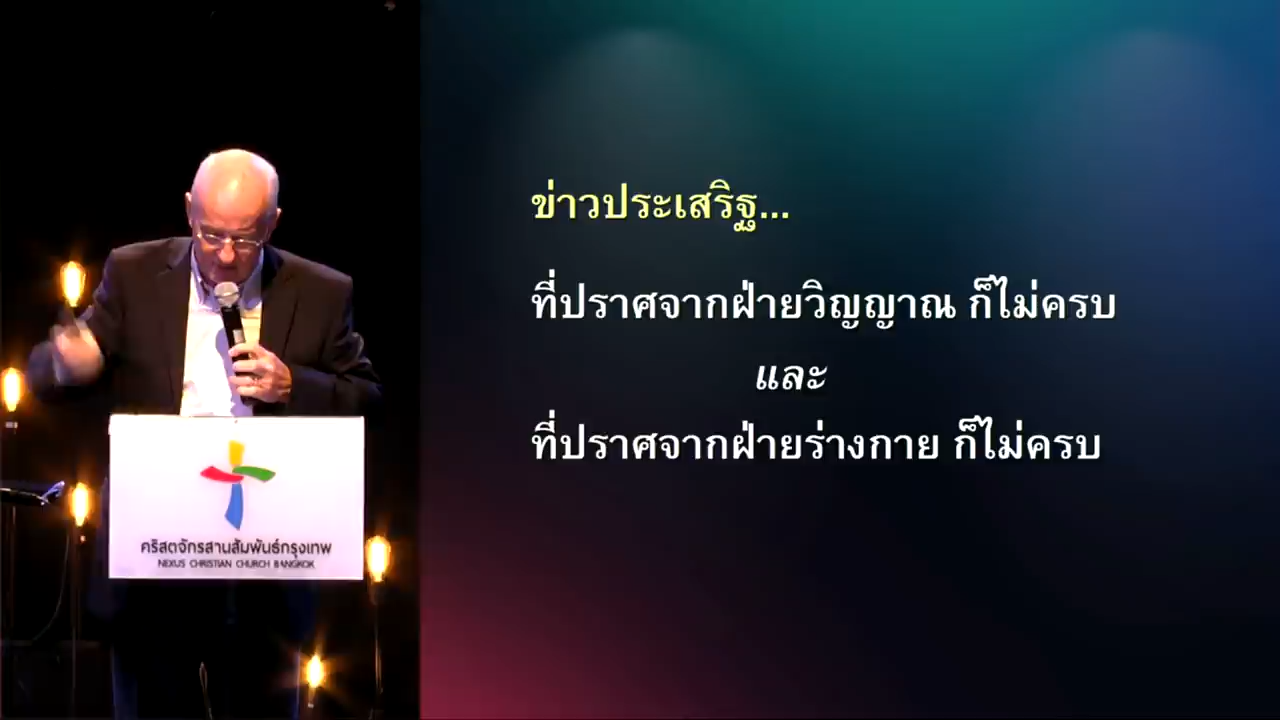 ข่าวประเสริฐ...
ที่ปราศจากฝ่ายวิญญาณ ก็ไม่ครบ
และ
ที่ปราศจากฝ่ายร่างกาย ก็ไม่ครบ
คริสตจักรสานสัมพันธ์กรุงเทพ
NEXUS CHRISTIAN CHURCH BANGKOK